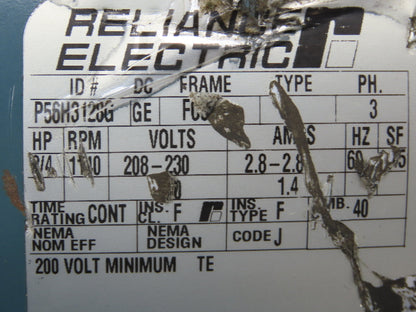 RELIANCE
ELECTRIC
ID # DC FRAME TYPE PH.
GE 3
HP RPM VOLTS AMPS HZ SF
208-230 2.8-2.8
1.4
TIME RATING CONT INS. CL. F INS. TYPE F 40
NEMA NOM EFF NEMA DESIGN CODE J
200 VOLT MINIMUM TE